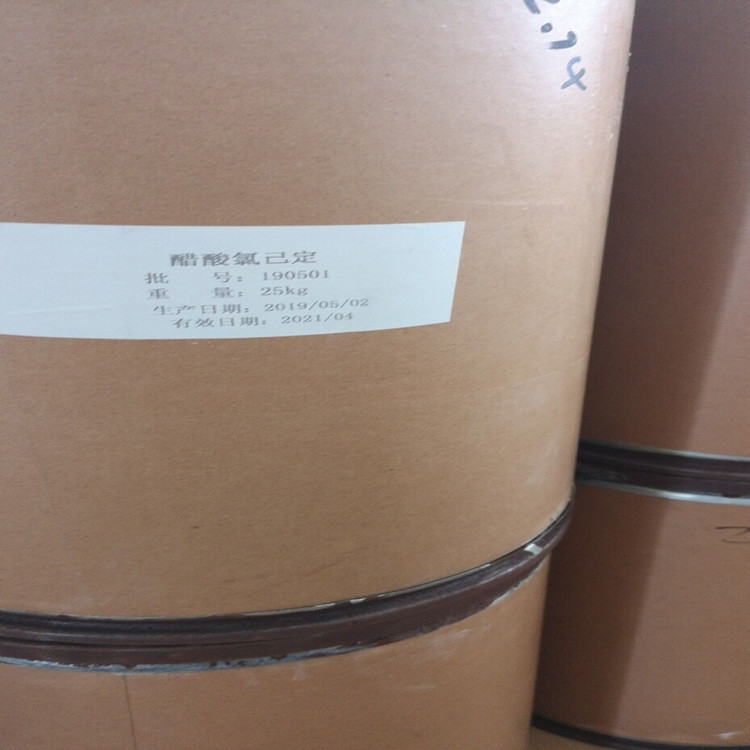 醋酸氯己定
批 号：190501
重 量：25kg
生产日期：2019/05/02
有效日期：2021/04